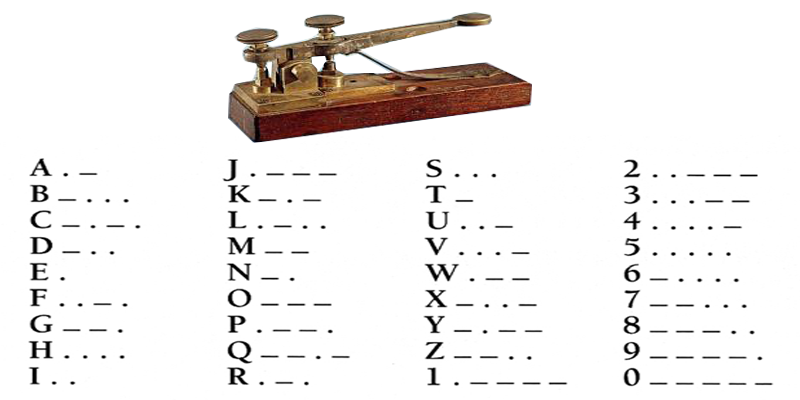 A . –
B – . . .
C – . – .
D – . .
E .
F . . – .
G – – .
H . . . .
I . .
J . – – –
K – . –
L . – . .
M – –
N – .
O – – –
P . – – .
Q – – . –
R . – .
S . . .
T –
U . . –
V . . . –
W . – –
X – . . –
Y – . – –
Z – – . .
1 . – – – –
2 . . – – –
3 . . . – –
4 . . . . –
5 . . . . .
6 – . . . .
7 – – . . .
8 – – – . .
9 – – – – .
0 – – – – –